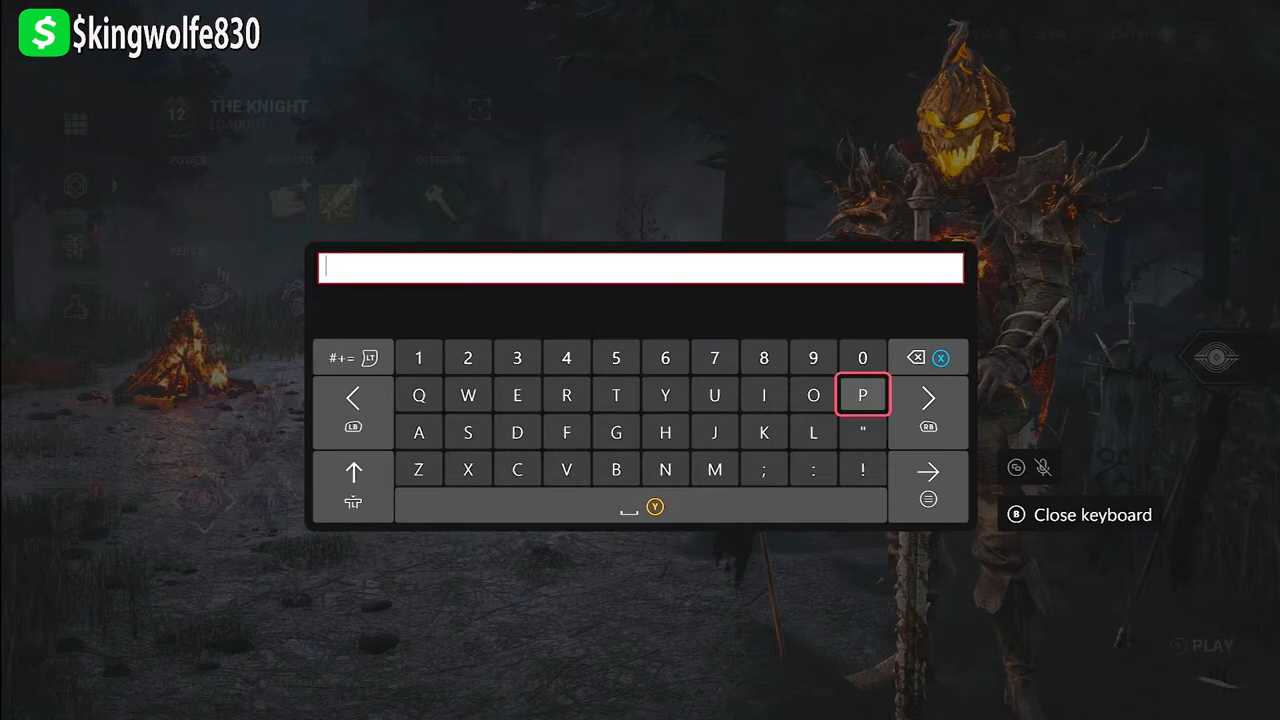 $kingwolfe830
12
THE KNIGHT
LOADOUT
POWER
ADD-ONS
OFFERING
PERKS
#+= LT 1 2 3 4 5 6 7 8 9 0 X
Q W E R T Y U I O P
LB RB
A S D F G H J K L "
Z X C V B N M ; : !
Y
B Close keyboard
Y PLAY